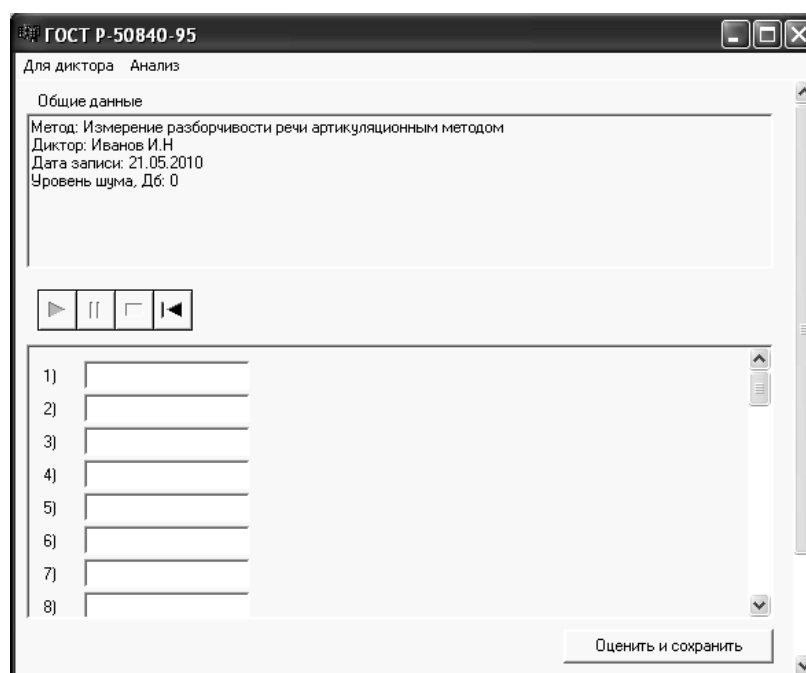 ГОСТ Р-50840-95
Для диктора Анализ
Общие данные
Метод: Измерение разборчивости речи артикуляционным методом
Диктор: Иванов И.Н
Дата записи: 21.05.2010
Уровень шума, Дб: 0
1)
2)
3)
4)
5)
6)
7)
8)
Оценить и сохранить